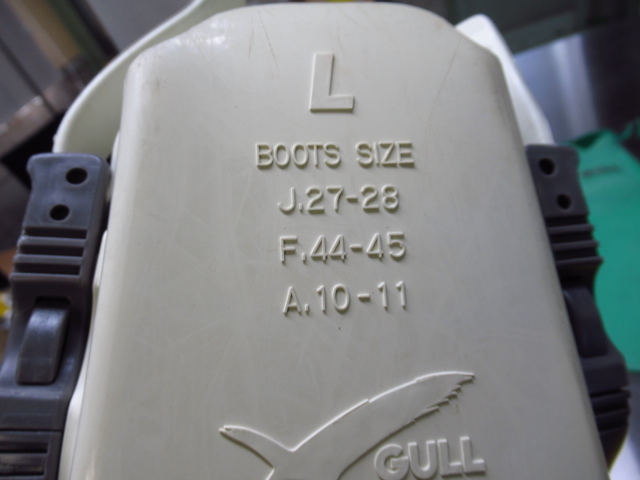 L
BOOTS SIZE
J.27-28
F.44-45
A.10-11
GULL